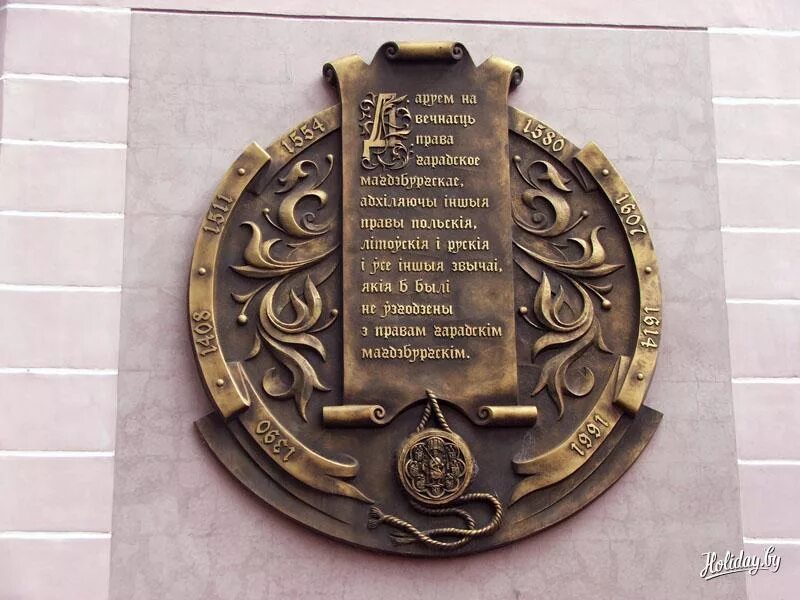 Даруем на
вечнасць
права
гарадское
магдэбургскае,
адхіляючы іншыя
правы польскія,
літоўскія і рускія
і ўсе іншыя звычаі,
якія б былі
не ўзгодзены
з правам гарадскім
магдэбургскім.
1390
1408
1511
1554
1580
1607
1614
1991
Holiday.by